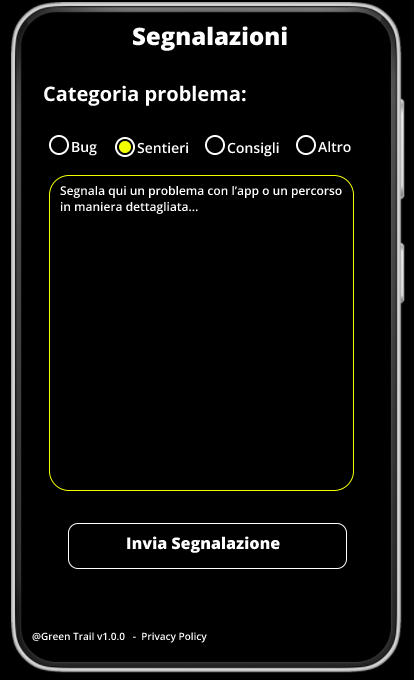 Segnalazioni
Categoria problema:
Bug Sentieri Consigli Altro
Segnala qui un problema con l'app o un percorso
in maniera dettagliata...
Invia Segnalazione
@Green Trail v1.0.0 - Privacy Policy